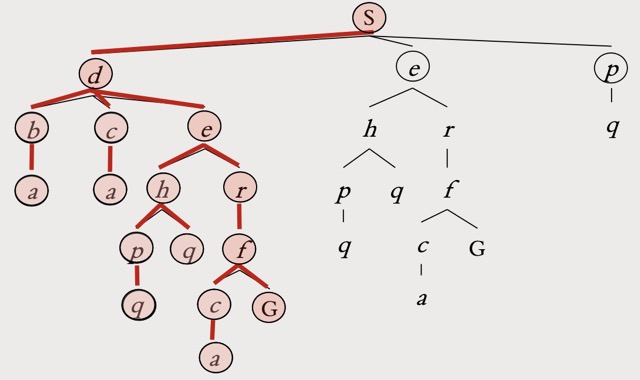 S
d e p
b c e h r q
a a h r p q f
p q f q c G
q c G a
a